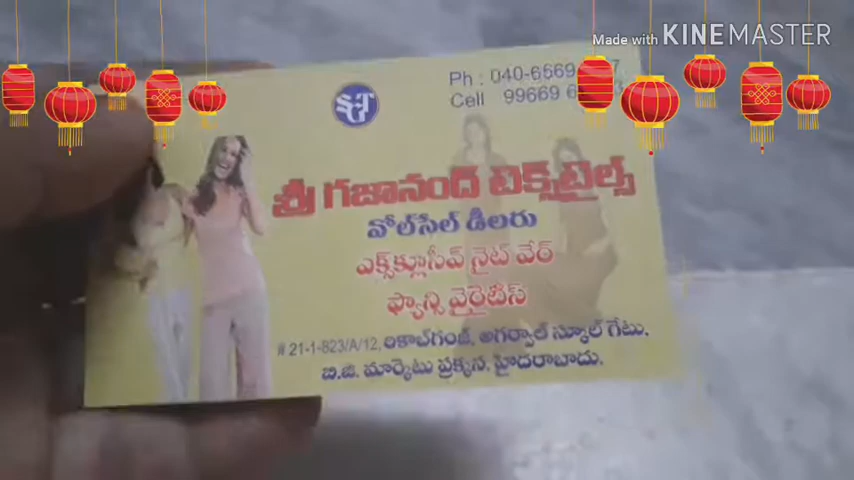 Made with KINEMASTER
SGT
Ph : 040-6669
Cell 99669
శ్రీ గజానంద టెక్స్‌టైల్స్
హోల్‌సేల్ డీలరు
ఎక్స్‌క్లూసీవ్ నైట్ వేర్
ఫ్యాన్సి వైరైటీస్
# 21-1-823/A/12, రికాబ్‌గంజ్, అగర్వాల్ స్కూల్ గేటు,
బి.జి. మార్కెటు ప్రక్కన, హైదరాబాదు.